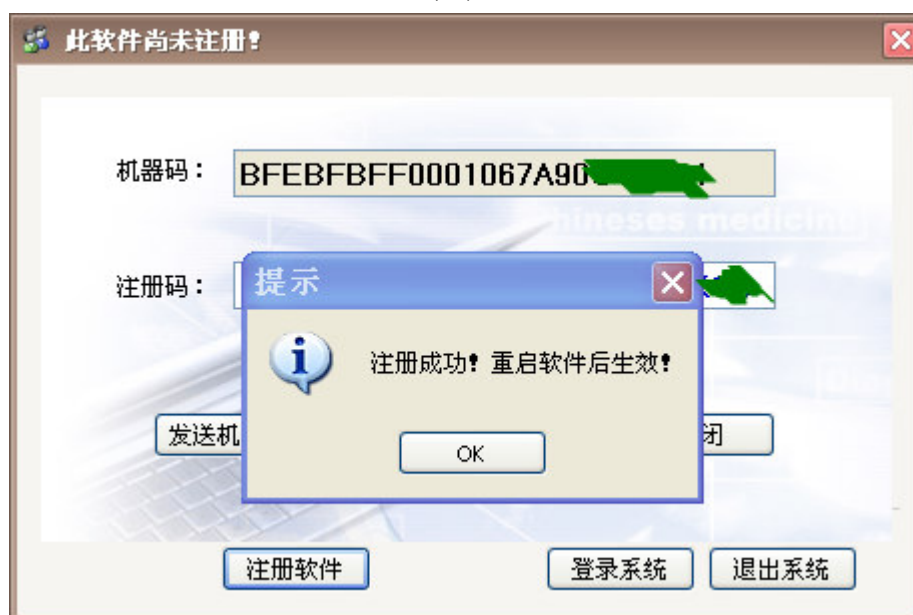 此软件尚未注册！
机器码：
BFEBFBFF0001067A90
hineses medicine
注册码：
提示
注册成功！重启软件后生效！
发送机
闭
OK
注册软件
登录系统
退出系统